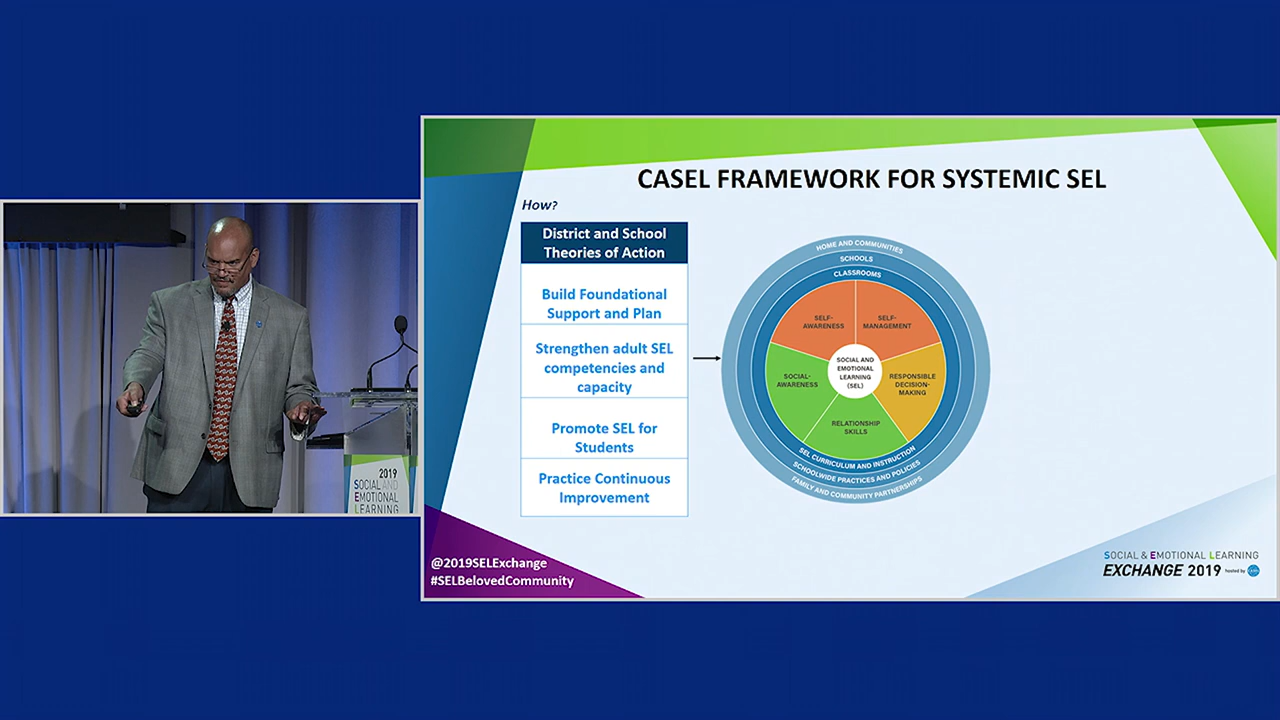 CASEL FRAMEWORK FOR SYSTEMIC SEL
How?
District and School
Theories of Action
Build Foundational
Support and Plan
Strengthen adult SEL
competencies and
capacity
Promote SEL for
Students
Practice Continuous
Improvement
HOME AND COMMUNITIES
SCHOOLS
CLASSROOMS
SELF-
AWARENESS
SELF-
MANAGEMENT
SOCIAL-
AWARENESS
SOCIAL AND
EMOTIONAL
LEARNING
(SEL)
RESPONSIBLE
DECISION-
MAKING
RELATIONSHIP
SKILLS
SEL CURRICULUM AND INSTRUCTION
SCHOOLWIDE PRACTICES AND POLICIES
FAMILY AND COMMUNITY PARTNERSHIPS
2019
SOCIAL AND
EMOTIONAL
LEARNING
@2019SELExchange
#SELBelovedCommunity
SOCIAL & EMOTIONAL LEARNING
EXCHANGE 2019 hosted by